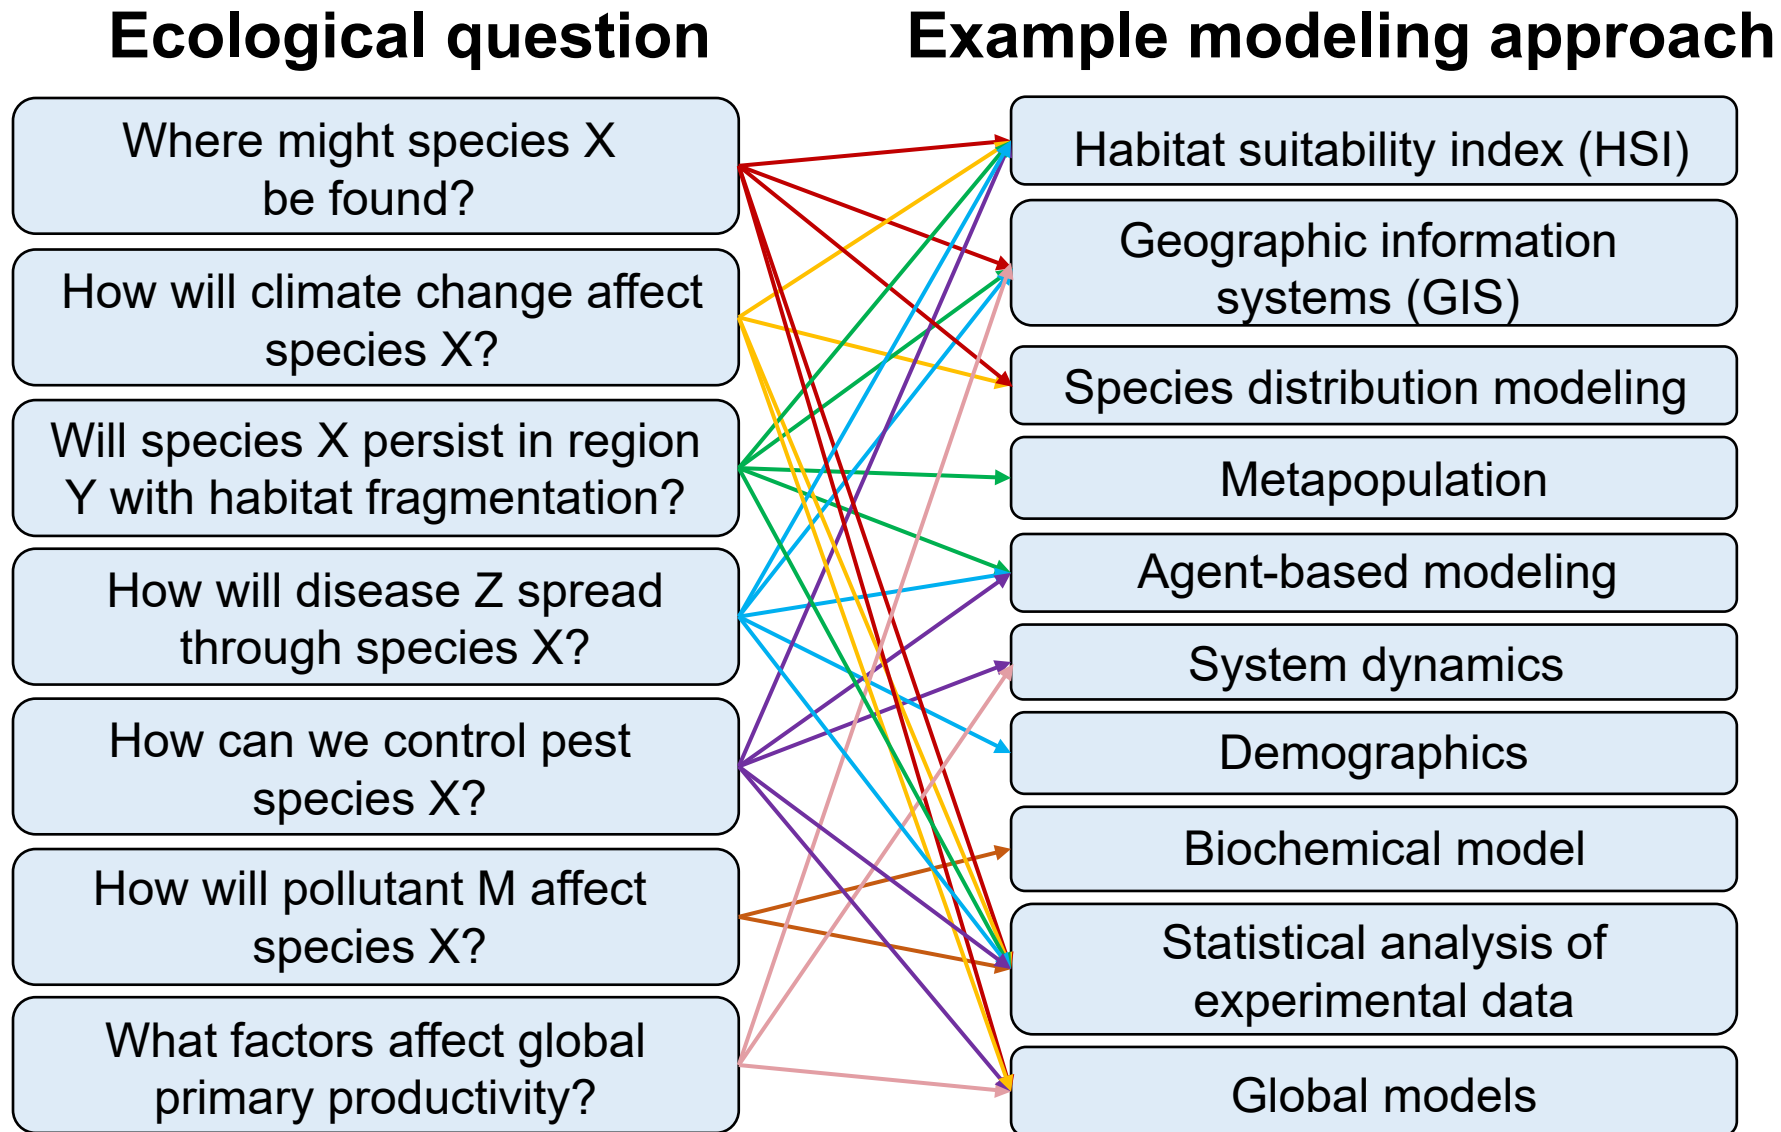 Ecological question
Example modeling approach
Where might species X
be found?
How will climate change affect
species X?
Will species X persist in region
Y with habitat fragmentation?
How will disease Z spread
through species X?
How can we control pest
species X?
How will pollutant M affect
species X?
What factors affect global
primary productivity?
Habitat suitability index (HSI)
Geographic information
systems (GIS)
Species distribution modeling
Metapopulation
Agent-based modeling
System dynamics
Demographics
Biochemical model
Statistical analysis of
experimental data
Global models